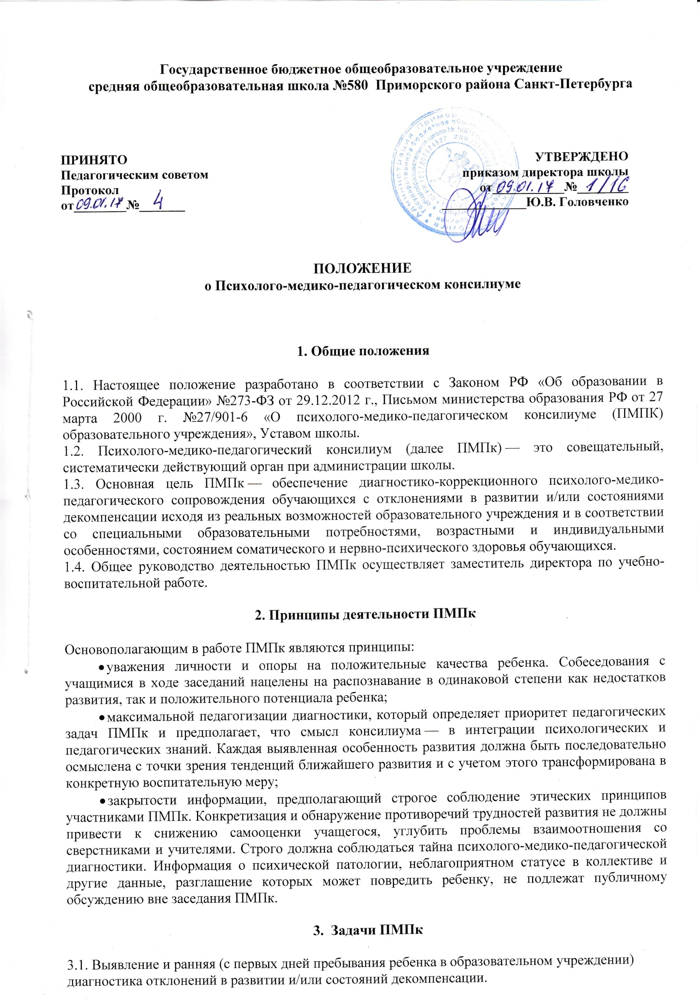 Государственное бюджетное общеобразовательное учреждение
средняя общеобразовательная школа №580 Приморского района Санкт-Петербурга
ПРИНЯТО
Педагогическим советом
Протокол
от 09.01.17 № 4
УТВЕРЖДЕНО
приказом директора школы
от 09.01.17 № 1/16
Ю.В. Головченко
ПОЛОЖЕНИЕ
о Психолого-медико-педагогическом консилиуме
1. Общие положения
1.1. Настоящее положение разработано в соответствии с Законом РФ «Об образовании в
Российской Федерации» №273-ФЗ от 29.12.2012 г., Письмом министерства образования РФ от 27
марта 2000 г. №27/901-6 «О психолого-медико-педагогическом консилиуме (ПМПК)
образовательного учреждения», Уставом школы.
1.2. Психолого-медико-педагогический консилиум (далее ПМПк) — это совещательный,
систематически действующий орган при администрации школы.
1.3. Основная цель ПМПк — обеспечение диагностико-коррекционного психолого-медико-
педагогического сопровождения обучающихся с отклонениями в развитии и/или состояниями
декомпенсации исходя из реальных возможностей образовательного учреждения и в соответствии
со специальными образовательными потребностями, возрастными и индивидуальными
особенностями, состоянием соматического и нервно-психического здоровья обучающихся.
1.4. Общее руководство деятельностью ПМПк осуществляет заместитель директора по учебно-
воспитательной работе.
2. Принципы деятельности ПМПк
Основополагающим в работе ПМПк являются принципы:
• уважения личности и опоры на положительные качества ребенка. Собеседования с
учащимися в ходе заседаний нацелены на распознавание в одинаковой степени как недостатков
развития, так и положительного потенциала ребенка;
• максимальной педагогизации диагностики, который определяет приоритет педагогических
задач ПМПк и предполагает, что смысл консилиума — в интеграции психологических и
педагогических знаний. Каждая выявленная особенность развития должна быть последовательно
осмыслена с точки зрения тенденций ближайшего развития и с учетом этого трансформирована в
конкретную воспитательную меру;
• закрытости информации, предполагающий строгое соблюдение этических принципов
участниками ПМПк. Конкретизация и обнаружение противоречий трудностей развития не должны
привести к снижению самооценки учащегося, углубить проблемы взаимоотношения со
сверстниками и учителями. Строго должна соблюдаться тайна психолого-медико-педагогической
диагностики. Информация о психической патологии, неблагоприятном статусе в коллективе и
другие данные, разглашение которых может повредить ребенку, не подлежат публичному
обсуждению вне заседания ПМПк.
3. Задачи ПМПк
3.1. Выявление и ранняя (с первых дней пребывания ребенка в образовательном учреждении)
диагностика отклонений в развитии и/или состояний декомпенсации.